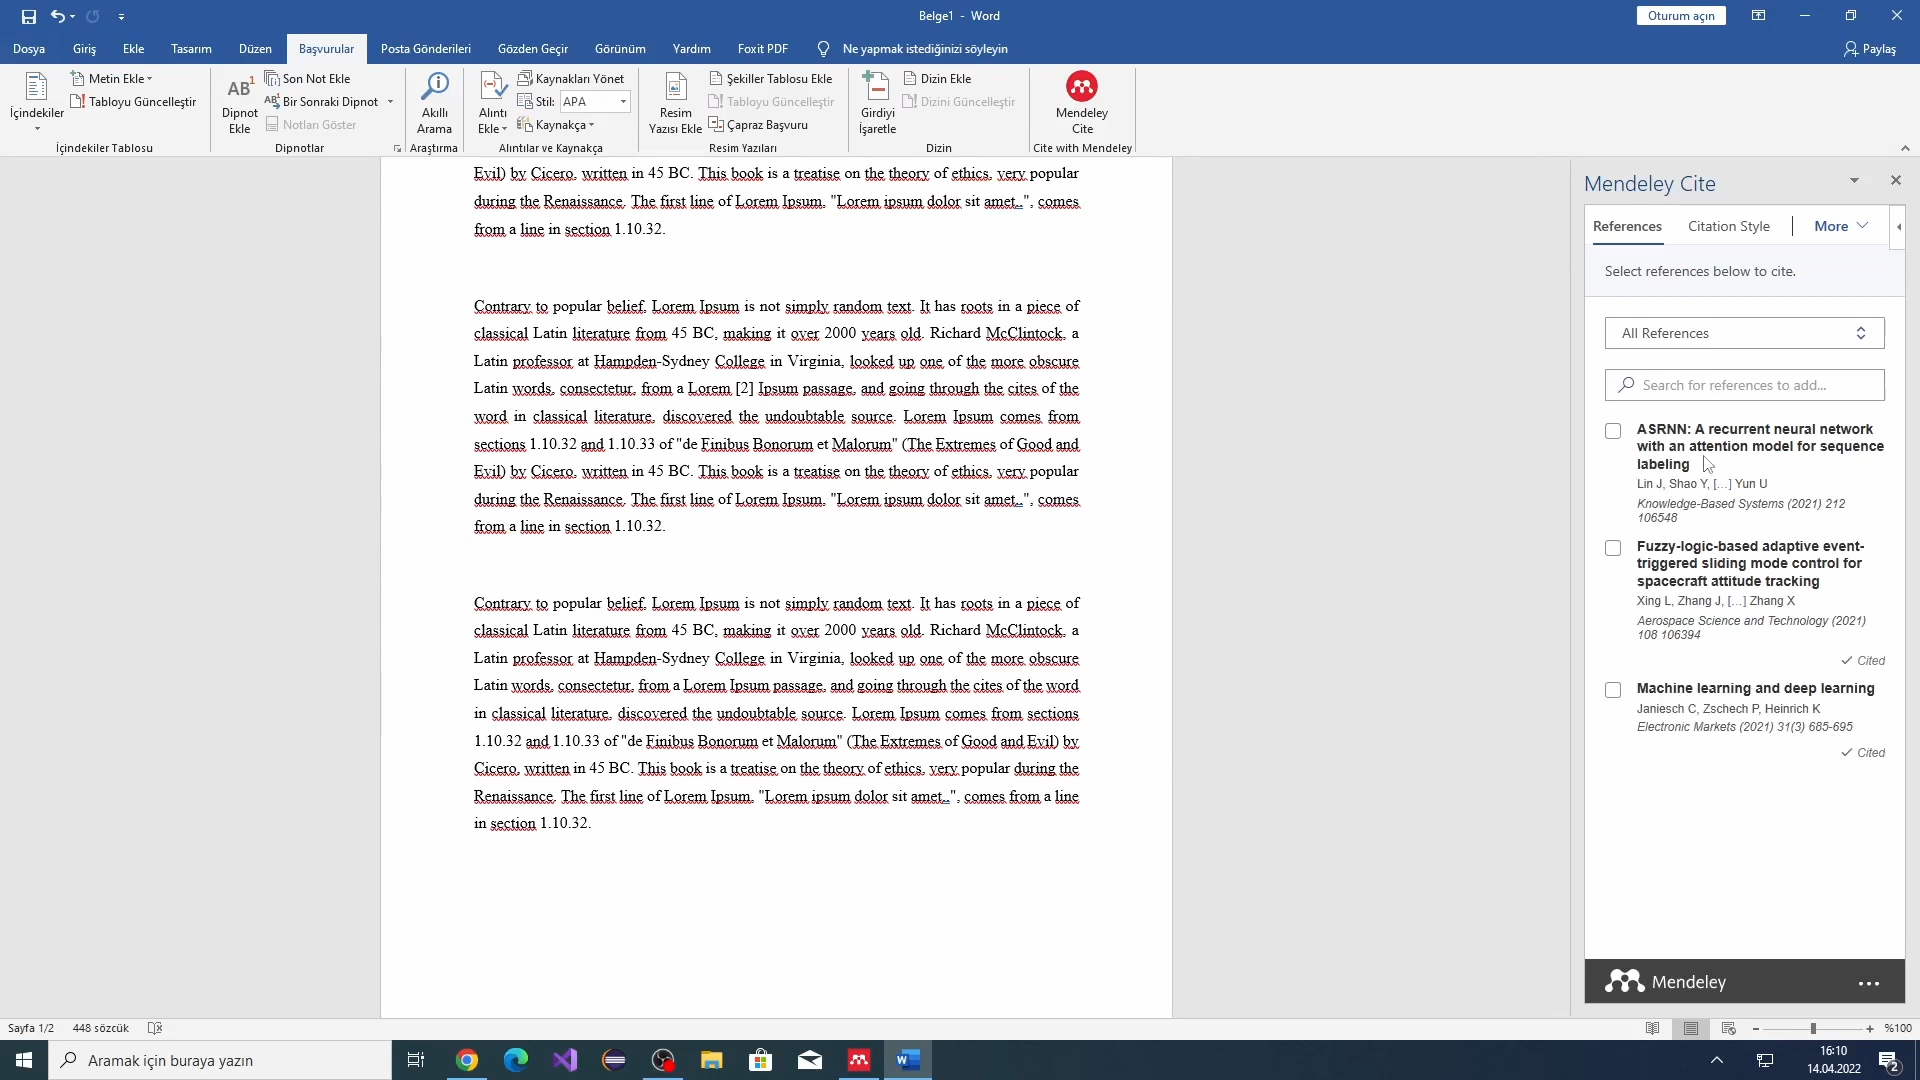 Belge1 - Word
Oturum açın
Dosya
Giriş
Ekle
Tasarım
Düzen
Başvurular
Posta Gönderileri
Gözden Geçir
Görünüm
Yardım
Foxit PDF
Ne yapmak istediğinizi söyleyin
Paylaş
İçindekiler
Metin Ekle
Tabloyu Güncelleştir
İçindekiler Tablosu
AB1
Dipnot
Ekle
Son Not Ekle
Bir Sonraki Dipnot
Notları Göster
Dipnotlar
Akıllı
Arama
Araştırma
Alıntı
Ekle
Kaynakları Yönet
Stil: APA
Kaynakça
Alıntılar ve Kaynakça
Resim
Yazısı Ekle
Şekiller Tablosu Ekle
Tabloyu Güncelleştir
Çapraz Başvuru
Resim Yazıları
Girdiyi
İşaretle
Dizin Ekle
Dizini Güncelleştir
Dizin
Mendeley
Cite
Cite with Mendeley
Evil) by Cicero, written in 45 BC. This book is a treatise on the theory of ethics, very popular
during the Renaissance. The first line of Lorem Ipsum, "Lorem ipsum dolor sit amet..", comes
from a line in section 1.10.32.
Contrary to popular belief, Lorem Ipsum is not simply random text. It has roots in a piece of
classical Latin literature from 45 BC, making it over 2000 years old. Richard McClintock, a
Latin professor at Hampden-Sydney College in Virginia, looked up one of the more obscure
Latin words, consectetur, from a Lorem [2] Ipsum passage, and going through the cites of the
word in classical literature, discovered the undoubtable source. Lorem Ipsum comes from
sections 1.10.32 and 1.10.33 of "de Finibus Bonorum et Malorum" (The Extremes of Good and
Evil) by Cicero, written in 45 BC. This book is a treatise on the theory of ethics, very popular
during the Renaissance. The first line of Lorem Ipsum, "Lorem ipsum dolor sit amet..", comes
from a line in section 1.10.32.
Contrary to popular belief, Lorem Ipsum is not simply random text. It has roots in a piece of
classical Latin literature from 45 BC, making it over 2000 years old. Richard McClintock, a
Latin professor at Hampden-Sydney College in Virginia, looked up one of the more obscure
Latin words, consectetur, from a Lorem Ipsum passage, and going through the cites of the word
in classical literature, discovered the undoubtable source. Lorem Ipsum comes from sections
1.10.32 and 1.10.33 of "de Finibus Bonorum et Malorum" (The Extremes of Good and Evil) by
Cicero, written in 45 BC. This book is a treatise on the theory of ethics, very popular during the
Renaissance. The first line of Lorem Ipsum, "Lorem ipsum dolor sit amet..", comes from a line
in section 1.10.32.
Mendeley Cite
References
Citation Style
More
Select references below to cite.
All References
Search for references to add...
ASRNN: A recurrent neural network
with an attention model for sequence
labeling
Lin J, Shao Y, [...] Yun U
Knowledge-Based Systems (2021) 212
106548
Fuzzy-logic-based adaptive event-
triggered sliding mode control for
spacecraft attitude tracking
Xing L, Zhang J, [...] Zhang X
Aerospace Science and Technology (2021)
108 106394
Cited
Machine learning and deep learning
Janiesch C, Zschech P, Heinrich K
Electronic Markets (2021) 31(3) 685-695
Cited
Mendeley
Sayfa 1/2
448 sözcük
%100
Aramak için buraya yazın
16:10
14.04.2022
2